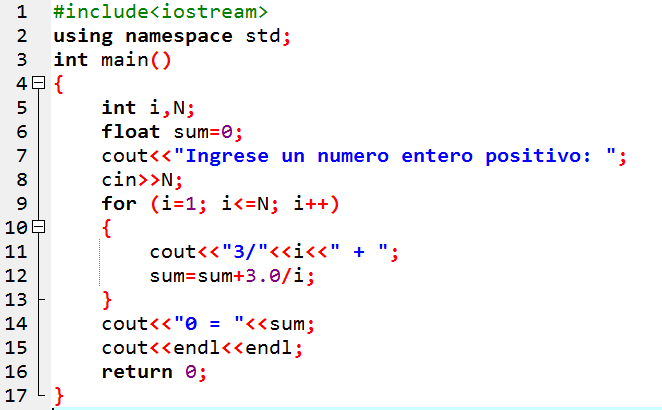 1 #include<iostream>
2 using namespace std;
3 int main()
4 {
5 int i,N;
6 float sum=0;
7 cout<<"Ingrese un numero entero positivo: ";
8 cin>>N;
9 for (i=1; i<=N; i++)
10 {
11 cout<<"3/"<<i<<" + ";
12 sum=sum+3.0/i;
13 }
14 cout<<"0 = "<<sum;
15 cout<<endl<<endl;
16 return 0;
17 }